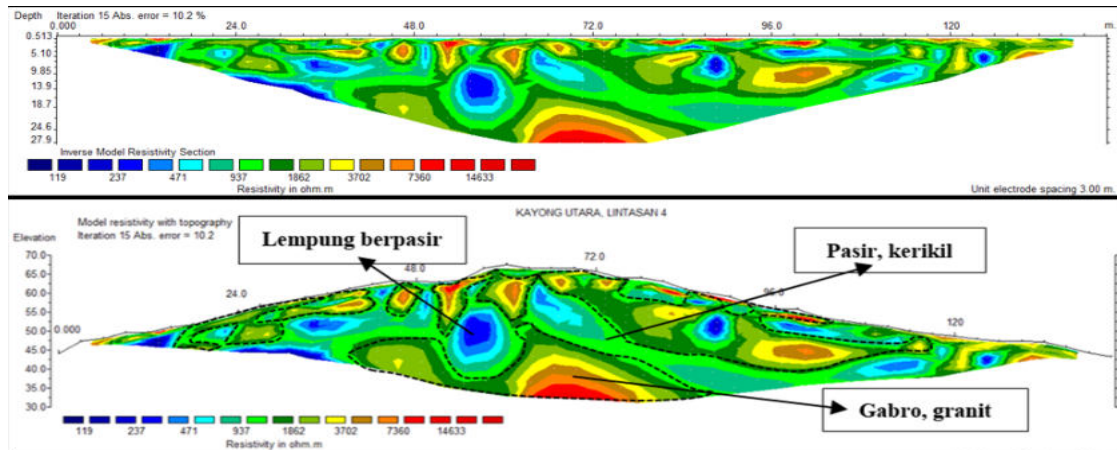 Depth Iteration 15 Abs. error = 10.2 %
0.000 24.0 48.0 72.0 96.0 120 m.
0.513
5.10
9.85
13.9
18.7
24.6
27.9
Inverse Model Resistivity Section
119 237 471 937 1862 3702 7360 14633
Resistivity in ohm.m
Unit electrode spacing 3.00 m.
Model resistivity with topography
KAYONG UTARA, LINTASAN 4
Iteration 15 Abs. error = 10.2
Elevation
Lempung berpasir
Pasir, kerikil
70.0
65.0
60.0
55.0
50.0
45.0
40.0
35.0
30.0
0.000 24.0 48.0 72.0 96.0 120
Gabro, granit
119 237 471 937 1862 3702 7360 14633
Resistivity in ohm.m